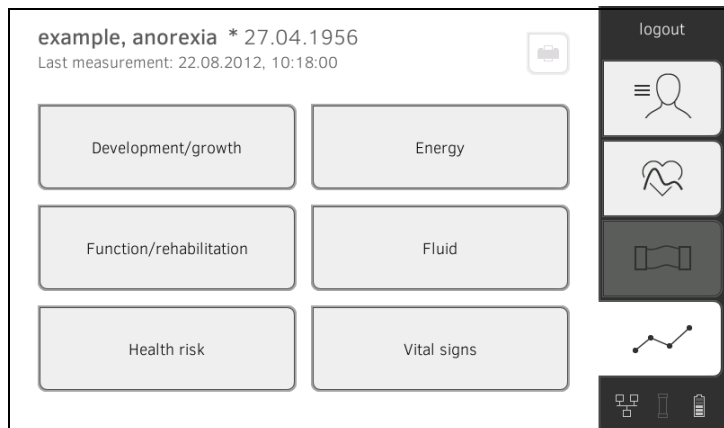 example, anorexia * 27.04.1956
Last measurement: 22.08.2012, 10:18:00
logout
Development/growth
Energy
Function/rehabilitation
Fluid
Health risk
Vital signs